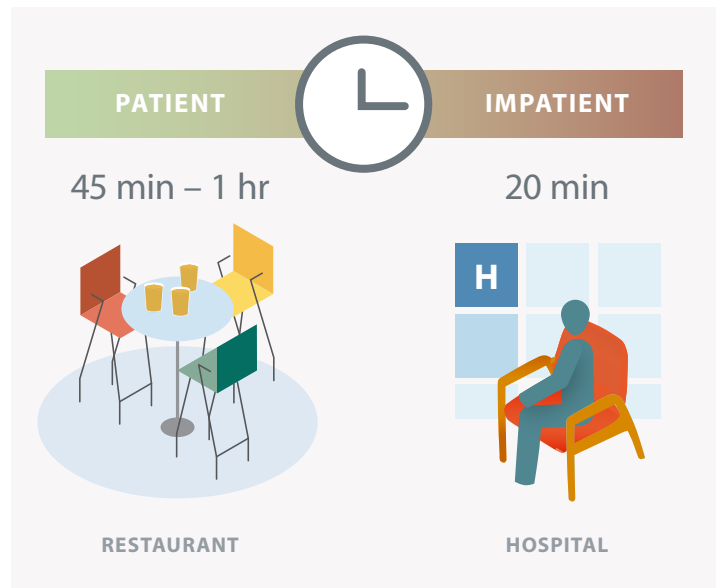 PATIENT
IMPATIENT
45 min – 1 hr
20 min
H
RESTAURANT
HOSPITAL